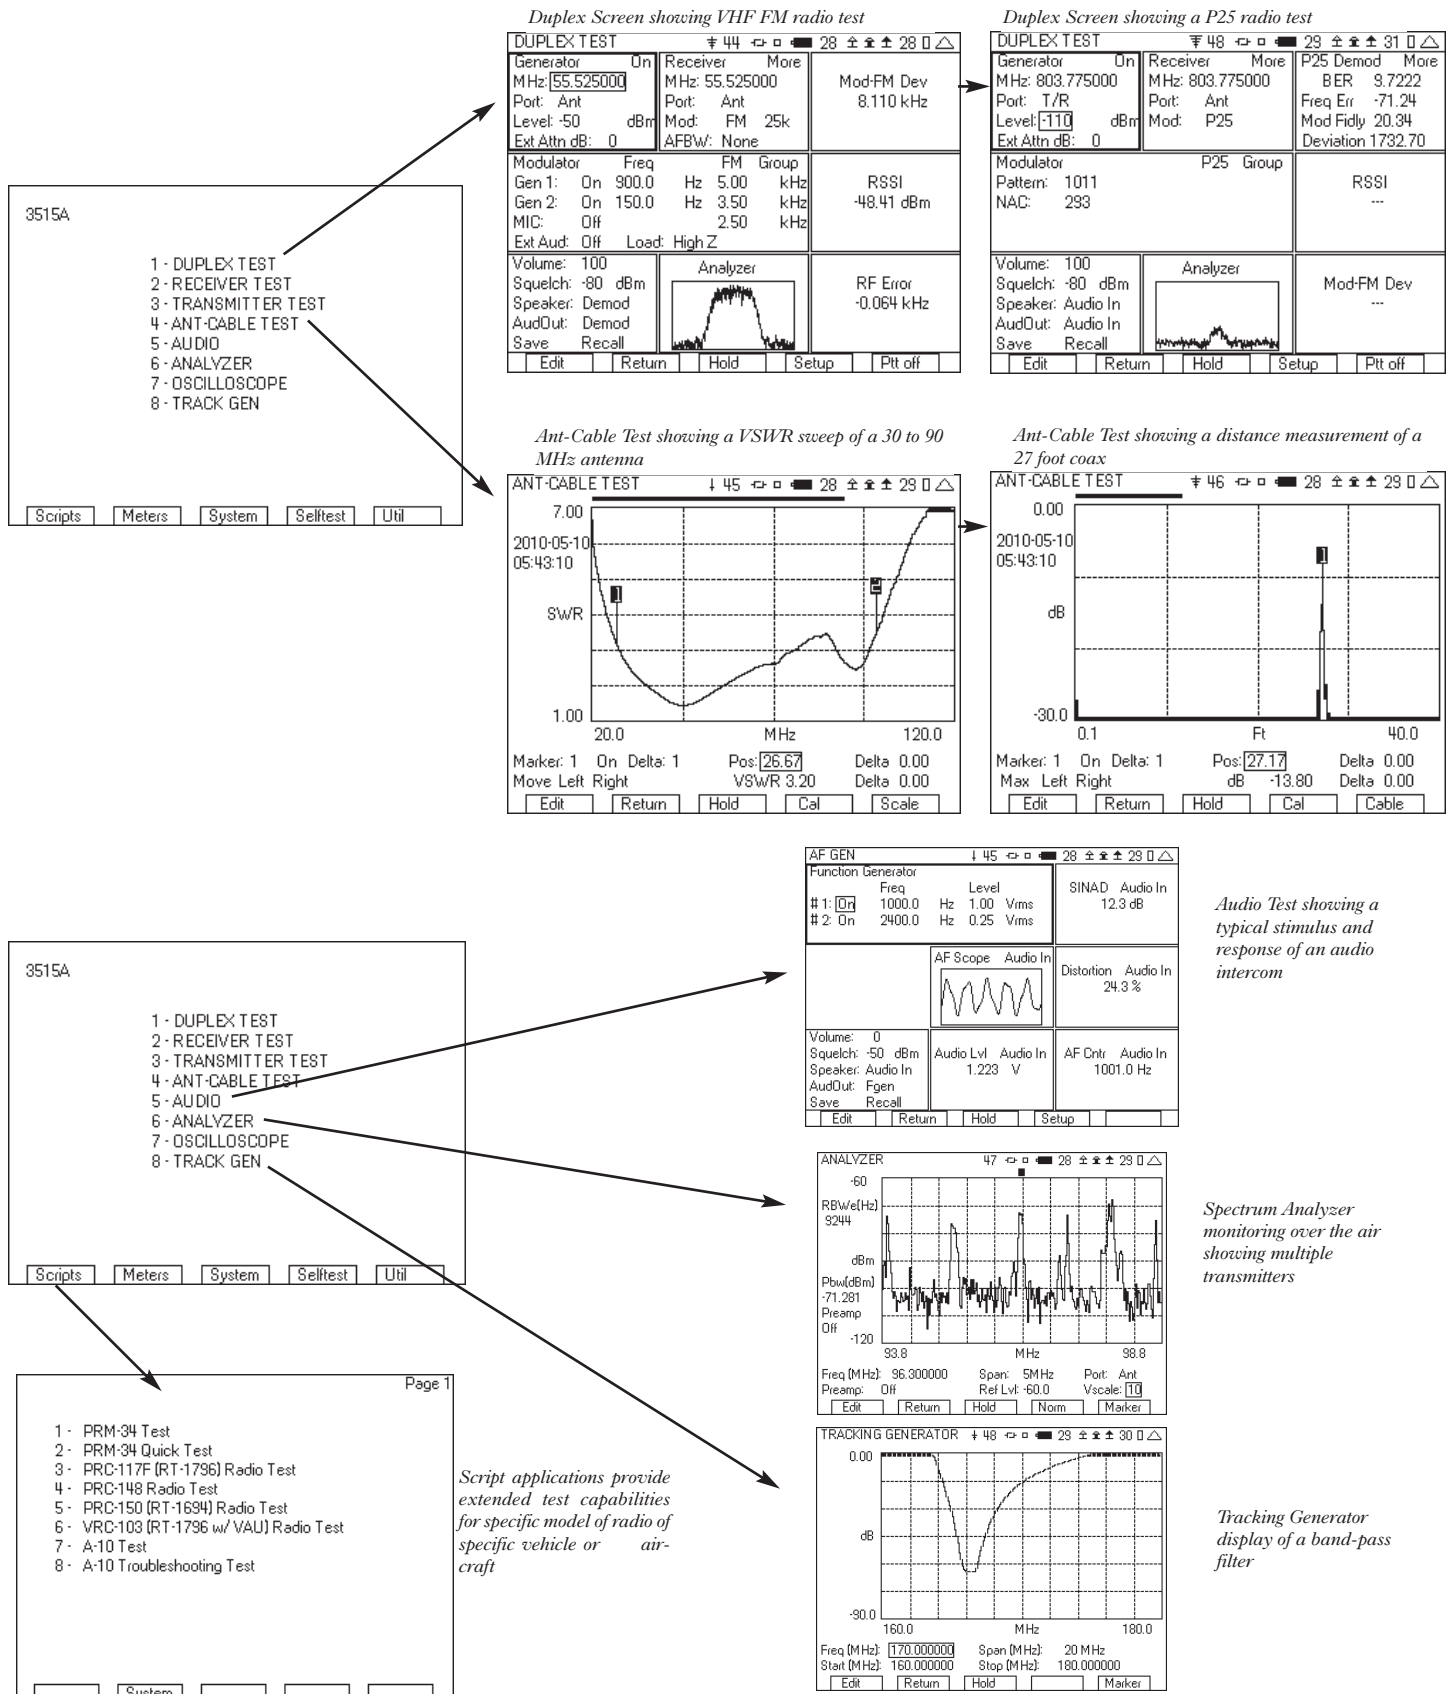 Duplex Screen showing VHF FM radio test
DUPLEX TEST 44 28 28
Generator On
MHz: 55.525000
Port: Ant
Level: -50 dBm
Ext Attn dB: 0
Receiver More
MHz: 55.525000
Port: Ant
Mod: FM 25k
AFBW: None
Mod-FM Dev
8.110 kHz
Modulator Freq FM Group
Gen 1: On 900.0 Hz 5.00 kHz
Gen 2: On 150.0 Hz 3.50 kHz
MIC: Off 2.50 kHz
Ext Aud: Off Load: High Z
RSSI
-48.41 dBm
Volume: 100
Squelch: -80 dBm
Speaker: Demod
AudOut: Demod
Save Recall
Analyzer
RF Error
-0.064 kHz
Edit Return Hold Setup Ptt off
Duplex Screen showing a P25 radio test
DUPLEX TEST 48 29 31
Generator On
MHz: 803.775000
Port: T/R
Level: -110 dBm
Ext Attn dB: 0
Receiver More
MHz: 803.775000
Port: Ant
Mod: P25
P25 Demod More
BER 9.7222
Freq Err -71.24
Mod Fidly 20.34
Deviation 1732.70
Modulator P25 Group
Pattern: 1011
NAC: 293
RSSI
---
Volume: 100
Squelch: -80 dBm
Speaker: Audio In
AudOut: Audio In
Save Recall
Analyzer
Mod-FM Dev
---
Edit Return Hold Setup Ptt off
3515A
1 - DUPLEX TEST
2 - RECEIVER TEST
3 - TRANSMITTER TEST
4 - ANT-CABLE TEST
5 - AUDIO
6 - ANALYZER
7 - OSCILLOSCOPE
8 - TRACK GEN
Scripts Meters System Selftest Util
Ant-Cable Test showing a VSWR sweep of a 30 to 90
MHz antenna
ANT-CABLE TEST 45 28 29
7.00
2010-05-10
05:43:10
SWR
1.00
1
2
20.0 MHz 120.0
Marker: 1 On Delta: 1 Pos: 26.67 Delta 0.00
Move Left Right VSWR 3.20 Delta 0.00
Edit Return Hold Cal Scale
Ant-Cable Test showing a distance measurement of a
27 foot coax
ANT-CABLE TEST 46 28 29
0.00
2010-05-10
05:43:10
dB
-30.0
1
0.1 Ft 40.0
Marker: 1 On Delta: 1 Pos: 27.17 Delta 0.00
Max Left Right dB -13.80 Delta 0.00
Edit Return Hold Cal Cable
3515A
1 - DUPLEX TEST
2 - RECEIVER TEST
3 - TRANSMITTER TEST
4 - ANT-CABLE TEST
5 - AUDIO
6 - ANALYZER
7 - OSCILLOSCOPE
8 - TRACK GEN
Scripts Meters System Selftest Util
AF GEN 45 28 29
Function Generator
Freq Level
# 1: On 1000.0 Hz 1.00 Vrms
# 2: On 2400.0 Hz 0.25 Vrms
SINAD Audio In
12.3 dB
AF Scope Audio In
Distortion Audio In
24.3 %
Volume: 0
Squelch: -50 dBm
Speaker: Audio In
AudOut: Fgen
Save Recall
Audio Lvl Audio In
1.223 V
AF Cntr Audio In
1001.0 Hz
Edit Return Hold Setup
Audio Test showing a
typical stimulus and
response of an audio
intercom
ANALYZER 47 28 29
-60
RBWe(Hz)
9244
dBm
Pbw(dBm)
-71.281
Preamp
Off
-120
93.8 MHz 98.8
Freq (MHz): 96.300000 Span: 5MHz Port: Ant
Preamp: Off Ref Lvl: -60.0 Vscale: 10
Edit Return Hold Norm Marker
Spectrum Analyzer
monitoring over the air
showing multiple
transmitters
Page 1
1 - PRM-34 Test
2 - PRM-34 Quick Test
3 - PRC-117F (RT-1796) Radio Test
4 - PRC-148 Radio Test
5 - PRC-150 (RT-1694) Radio Test
6 - VRC-103 (RT-1796 w/ VAU) Radio Test
7 - A-10 Test
8 - A-10 Troubleshooting Test
System
Script applications provide
extended test capabilities
for specific model of radio of
specific vehicle or air-
craft
TRACKING GENERATOR 48 29 30
0.00
dB
-90.0
160.0 MHz 180.0
Freq (MHz): 170.000000 Span (MHz): 20 MHz
Start (MHz): 160.000000 Stop (MHz): 180.000000
Edit Return Hold Marker
Tracking Generator
display of a band-pass
filter